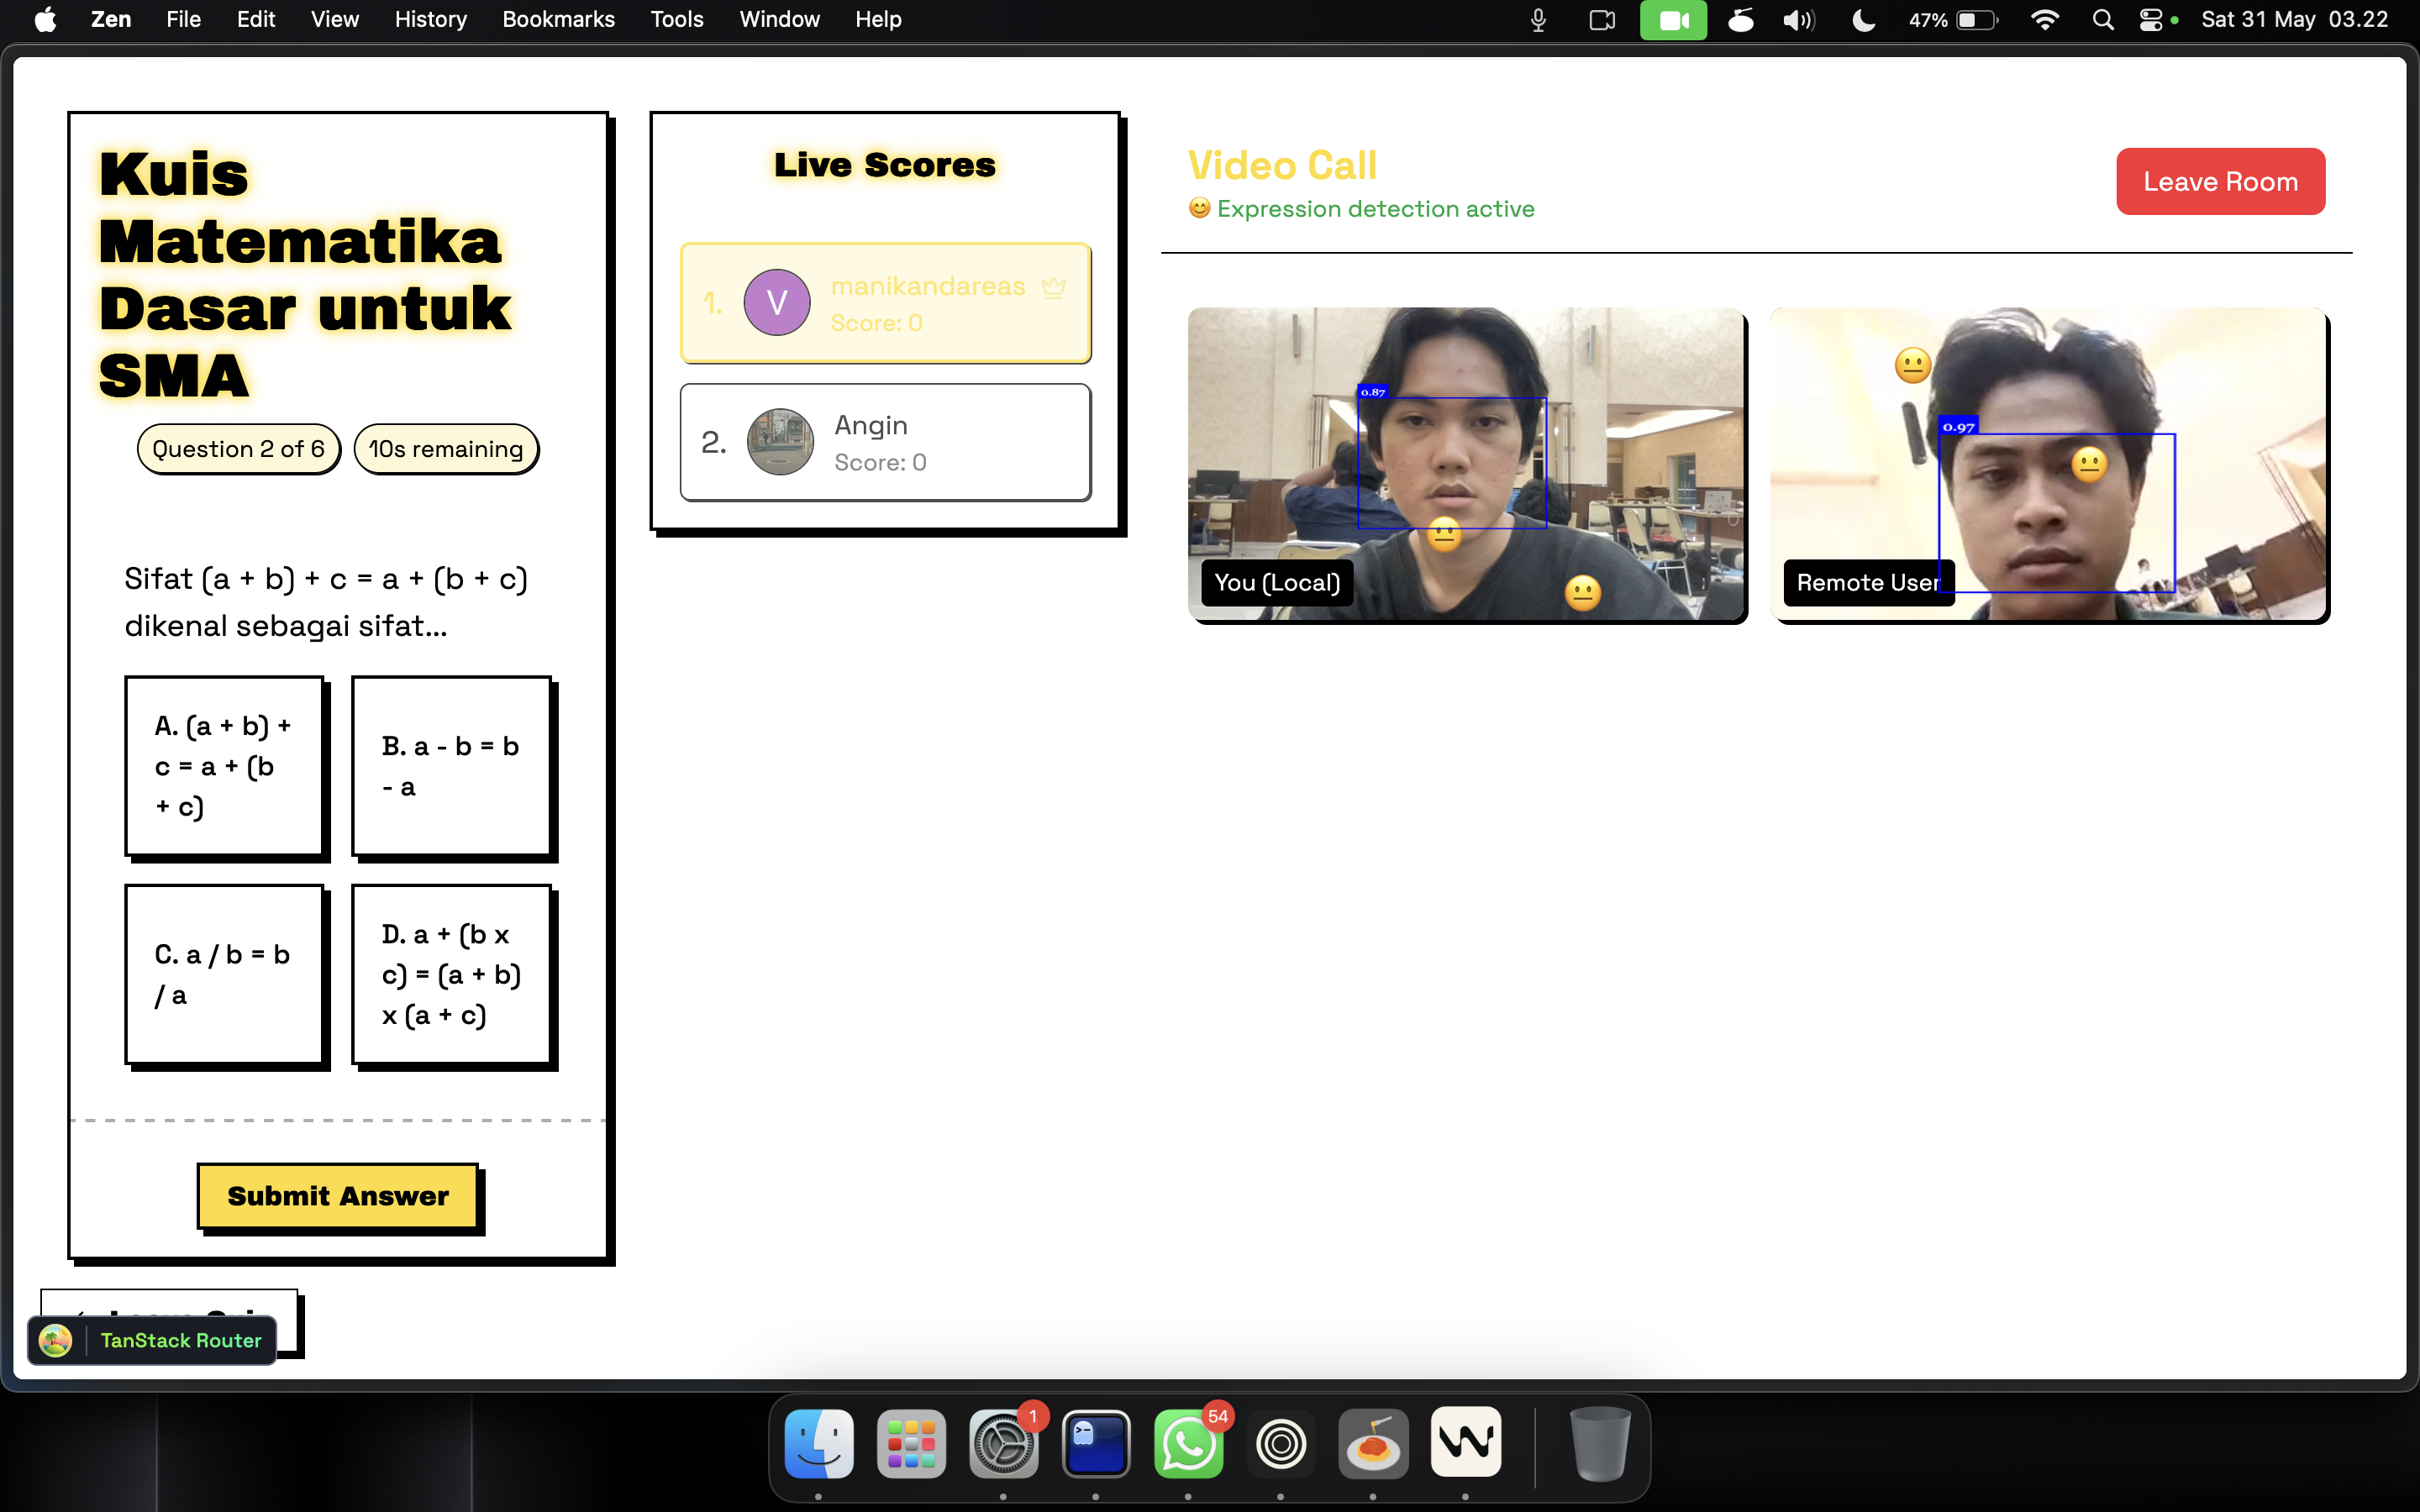 Zen File Edit View History Bookmarks Tools Window Help 47% Sat 31 May 03.22
Kuis
Matematika
Dasar untuk
SMA
Question 2 of 6 10s remaining
Sifat (a + b) + c = a + (b + c)
dikenal sebagai sifat...
A. (a + b) +
c = a + (b
+ c)
B. a - b = b
- a
C. a / b = b
/ a
D. a + (b x
c) = (a + b)
x (a + c)
Submit Answer
TanStack Router
Live Scores
1. V manikandareas
Score: 0
2. Angin
Score: 0
Video Call
Expression detection active
Leave Room
0.87
You (Local)
0.97
Remote User
1
54